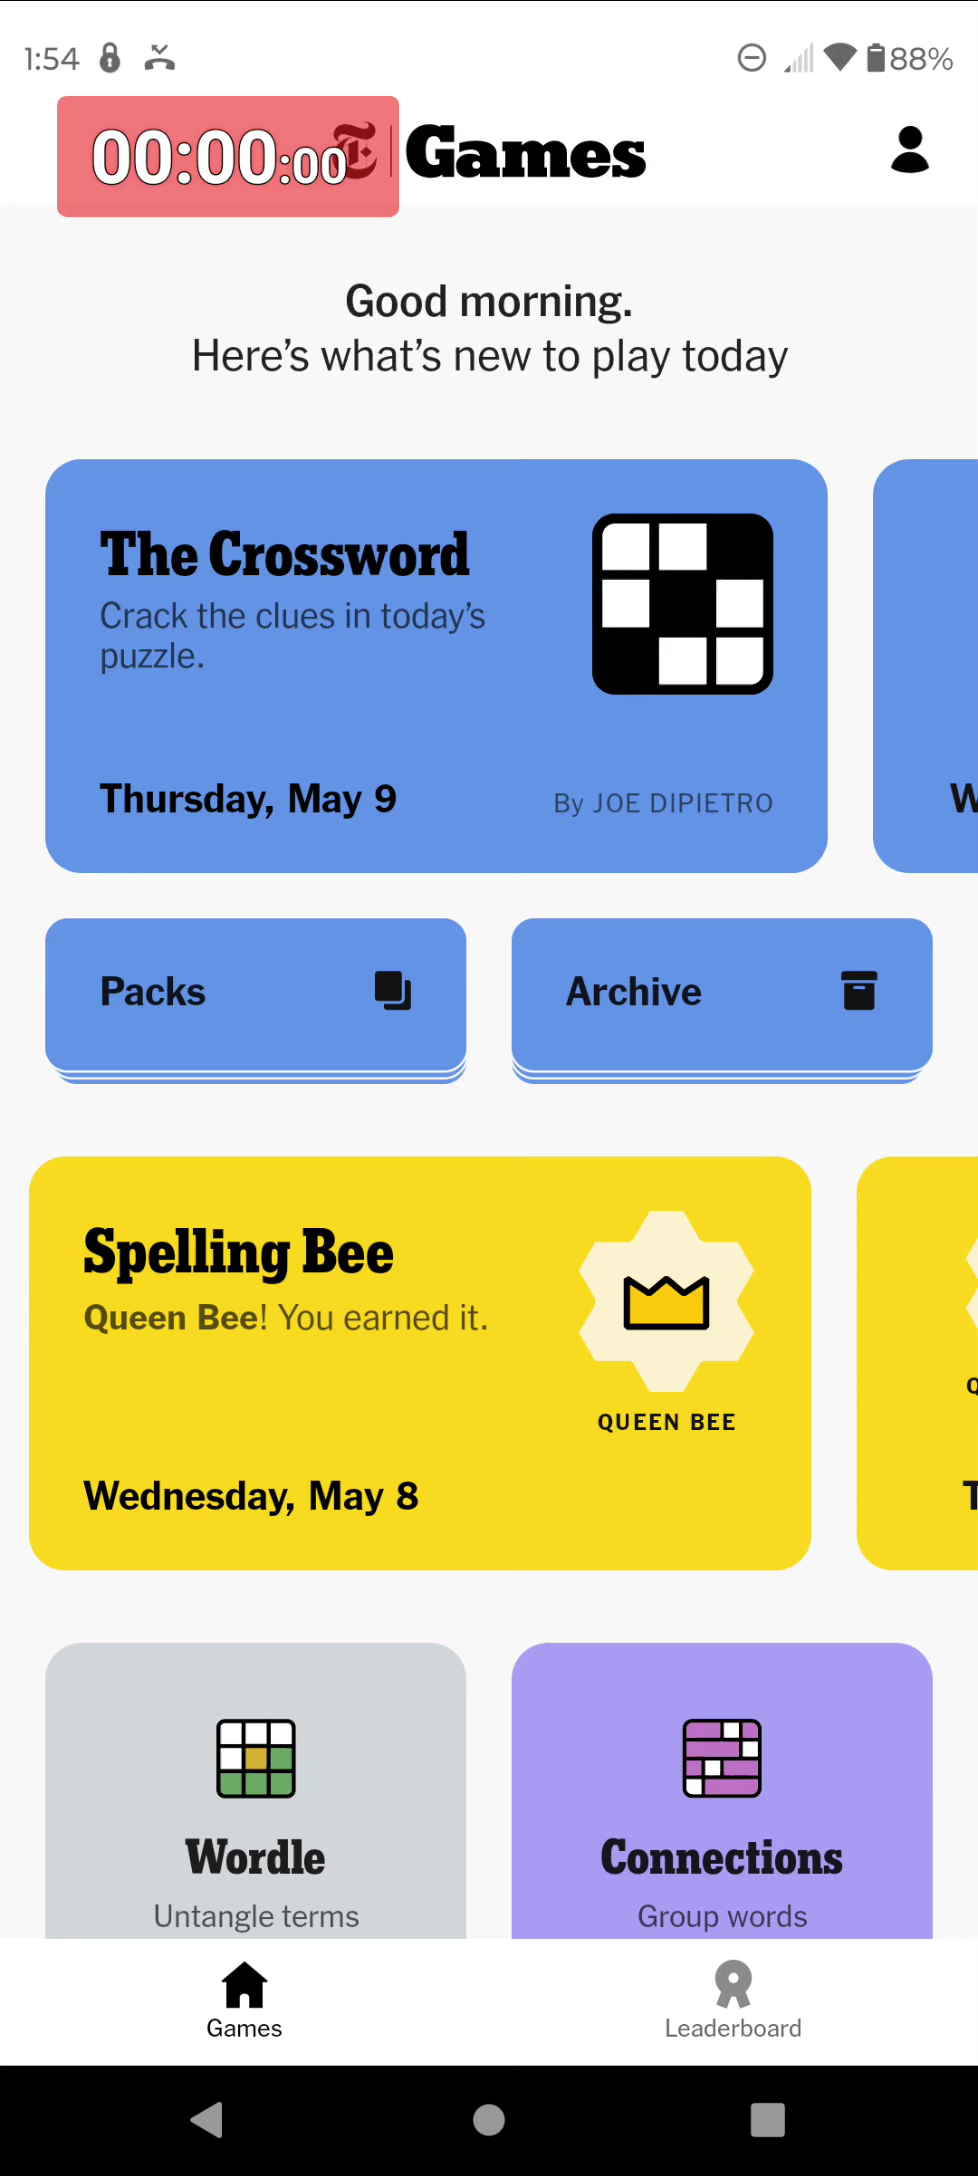 1:54
88%
00:00:00
T Games
Good morning.
Here’s what’s new to play today
The Crossword
Crack the clues in today’s
puzzle.
Thursday, May 9
By JOE DIPIETRO
W
Packs
Archive
Spelling Bee
Queen Bee! You earned it.
QUEEN BEE
Q
Wednesday, May 8
T
Wordle
Untangle terms
Connections
Group words
Games
Leaderboard